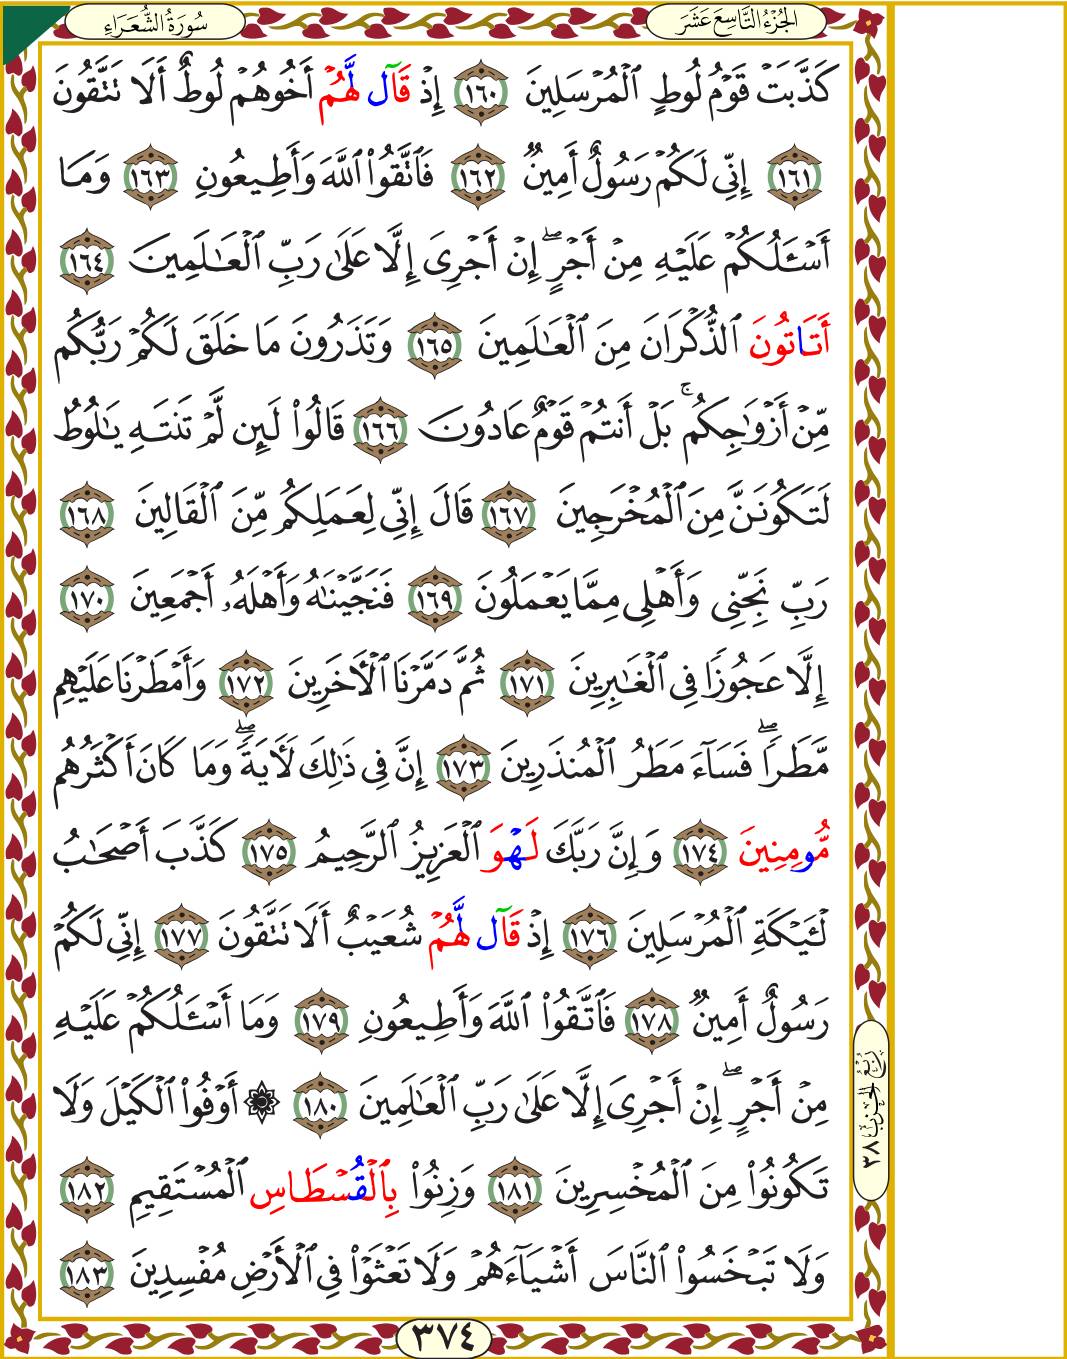 سُورَةُ الشُّعَرَاءِ
الجُزْءُ التَّاسِعَ عَشَرَ
كَذَّبَتْ قَوْمُ لُوطٍ ٱلْمُرْسَلِينَ ١٦٠ إِذْ قَالَ لَّهُمْ أَخُوهُمْ لُوطٌ أَلَا تَتَّقُونَ
١٦١ إِنِّي لَكُمْ رَسُولٌ أَمِينٌ ١٦٢ فَٱتَّقُوا۟ ٱللَّهَ وَأَطِيعُونِ ١٦٣ وَمَا
أَسْـَٔلُكُمْ عَلَيْهِ مِنْ أَجْرٍۖ إِنْ أَجْرِىَ إِلَّا عَلَىٰ رَبِّ ٱلْعَـٰلَمِينَ ١٦٤
أَتَاتُونَ ٱلذُّكْرَانَ مِنَ ٱلْعَـٰلَمِينَ ١٦٥ وَتَذَرُونَ مَا خَلَقَ لَكُمْ رَبُّكُم
مِّنْ أَزْوَٰجِكُمۚ بَلْ أَنتُمْ قَوْمٌ عَادُونَ ١٦٦ قَالُوا۟ لَئِن لَّمْ تَنتَهِ يَـٰلُوطُ
لَتَكُونَنَّ مِنَ ٱلْمُخْرَجِينَ ١٦٧ قَالَ إِنِّي لِعَمَلِكُم مِّنَ ٱلْقَالِينَ ١٦٨
رَبِّ نَجِّنِي وَأَهْلِي مِمَّا يَعْمَلُونَ ١٦٩ فَنَجَّيْنَـٰهُ وَأَهْلَهُۥ أَجْمَعِينَ ١٧٠
إِلَّا عَجُوزًا فِي ٱلْغَـٰبِرِينَ ١٧١ ثُمَّ دَمَّرْنَا ٱلْأَخَرِينَ ١٧٢ وَأَمْطَرْنَا عَلَيْهِم
مَّطَرًاۖ فَسَآءَ مَطَرُ ٱلْمُنذَرِينَ ١٧٣ إِنَّ فِي ذَٰلِكَ لَأَيَةًۖ وَمَا كَانَ أَكْثَرُهُم
مُّومِنِينَ ١٧٤ وَإِنَّ رَبَّكَ لَهْوَ ٱلْعَزِيزُ ٱلرَّحِيمُ ١٧٥ كَذَّبَ أَصْحَـٰبُ
لْـَٔيْكَةِ ٱلْمُرْسَلِينَ ١٧٦ إِذْ قَالَ لَّهُمْ شُعَيْبٌ أَلَا تَتَّقُونَ ١٧٧ إِنِّي لَكُمْ
رَسُولٌ أَمِينٌ ١٧٨ فَٱتَّقُوا۟ ٱللَّهَ وَأَطِيعُونِ ١٧٩ وَمَا أَسْـَٔلُكُمْ عَلَيْهِ
مِنْ أَجْرٍۖ إِنْ أَجْرِىَ إِلَّا عَلَىٰ رَبِّ ٱلْعَـٰلَمِينَ ١٨٠ ۞ أَوْفُوا۟ ٱلْكَيْلَ وَلَا
تَكُونُوا۟ مِنَ ٱلْمُخْسِرِينَ ١٨١ وَزِنُوا۟ بِٱلْقُسْطَاسِ ٱلْمُسْتَقِيمِ ١٨٢
وَلَا تَبْخَسُوا۟ ٱلنَّاسَ أَشْيَآءَهُمْ وَلَا تَعْثَوْا۟ فِي ٱلْأَرْضِ مُفْسِدِينَ ١٨٣
رُبُعُ الحِزْبِ ٣٨
٣٧٤